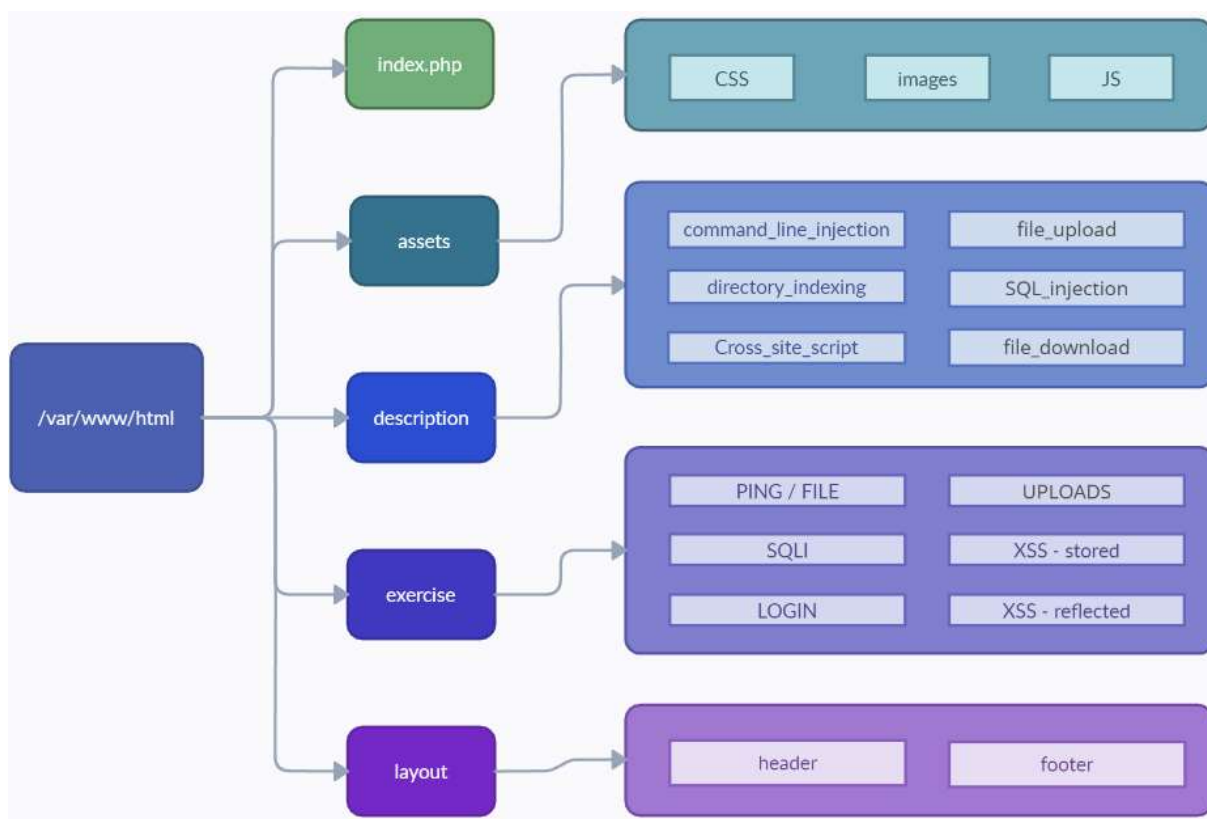 /var/www/html
index.php
assets
CSS
images
JS
description
command_line_injection
file_upload
directory_indexing
SQL_injection
Cross_site_script
file_download
exercise
PING / FILE
UPLOADS
SQLI
XSS - stored
LOGIN
XSS - reflected
layout
header
footer